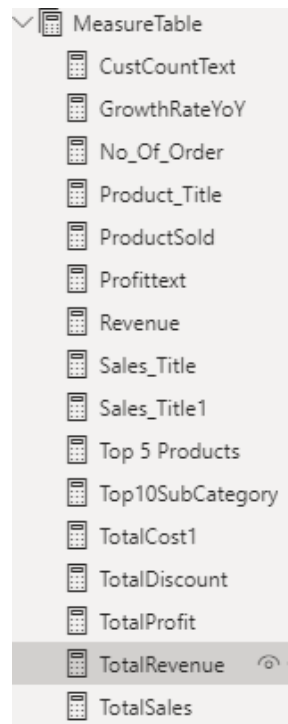 MeasureTable
CustCountText
GrowthRateYoY
No_Of_Order
Product_Title
ProductSold
Profittext
Revenue
Sales_Title
Sales_Title1
Top 5 Products
Top10SubCategory
TotalCost1
TotalDiscount
TotalProfit
TotalRevenue
TotalSales